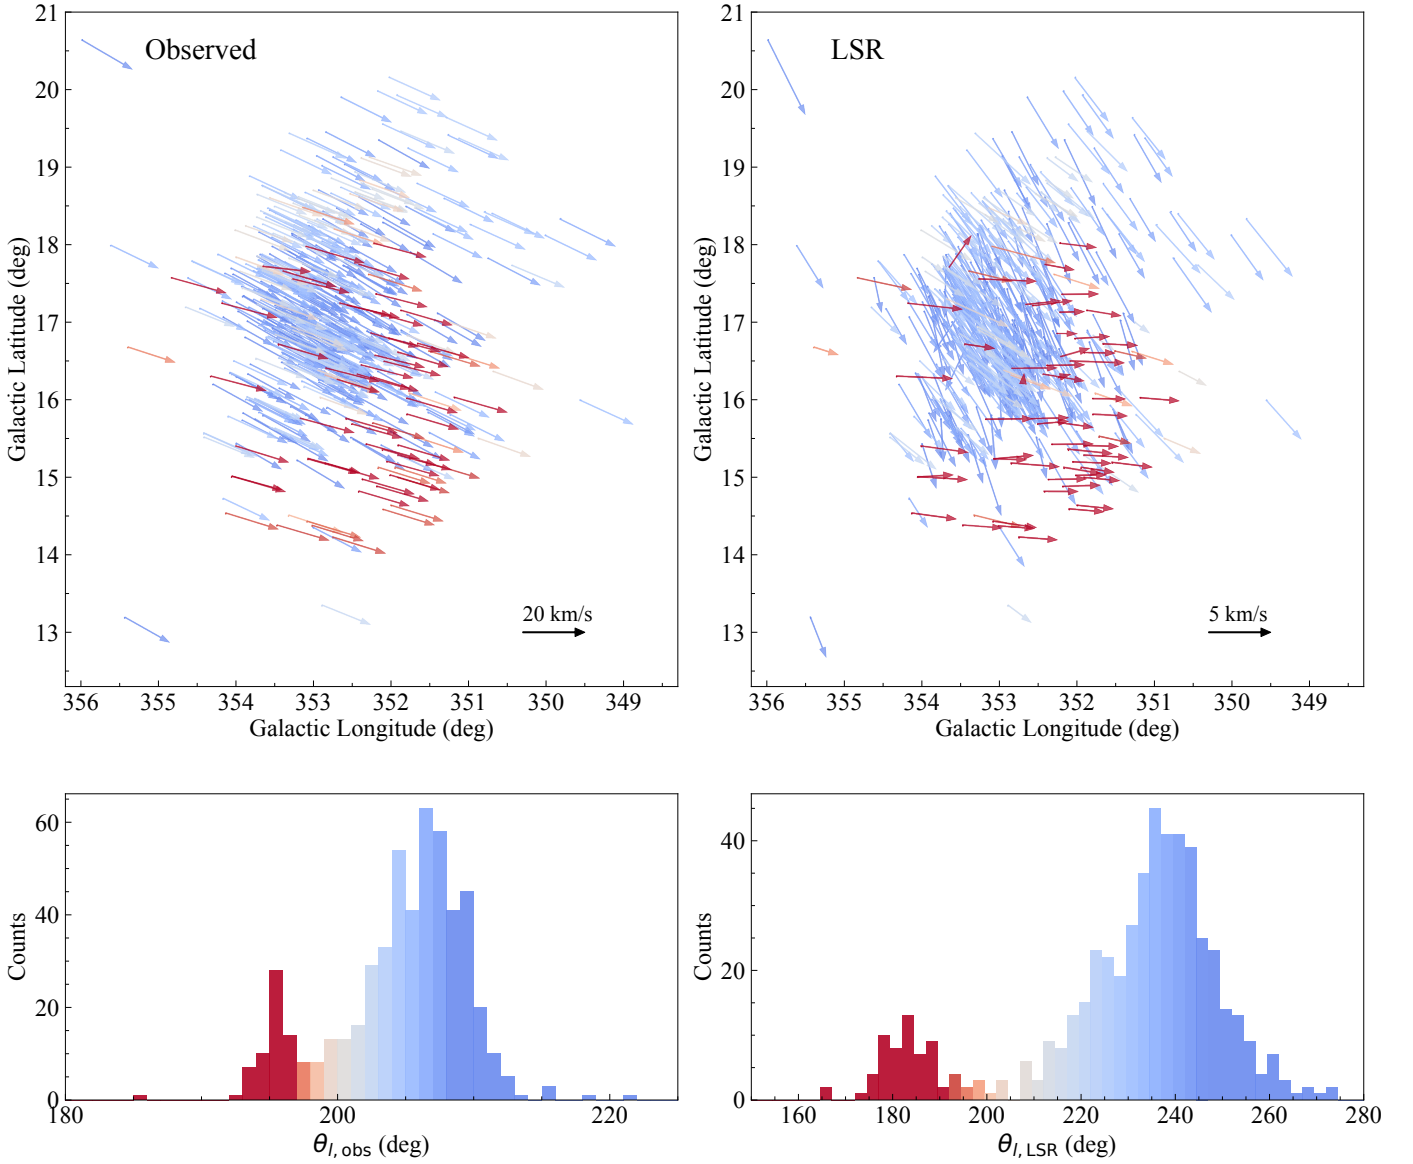 Observed
21
20
19
18
17
16
15
14
13
Galactic Latitude (deg)
20 km/s
356 355 354 353 352 351 350 349
Galactic Longitude (deg)
LSR
21
20
19
18
17
16
15
14
13
Galactic Latitude (deg)
5 km/s
356 355 354 353 352 351 350 349
Galactic Longitude (deg)
60
40
20
0
Counts
180 200 220
θl, obs (deg)
40
20
0
Counts
160 180 200 220 240 260 280
θl, LSR (deg)